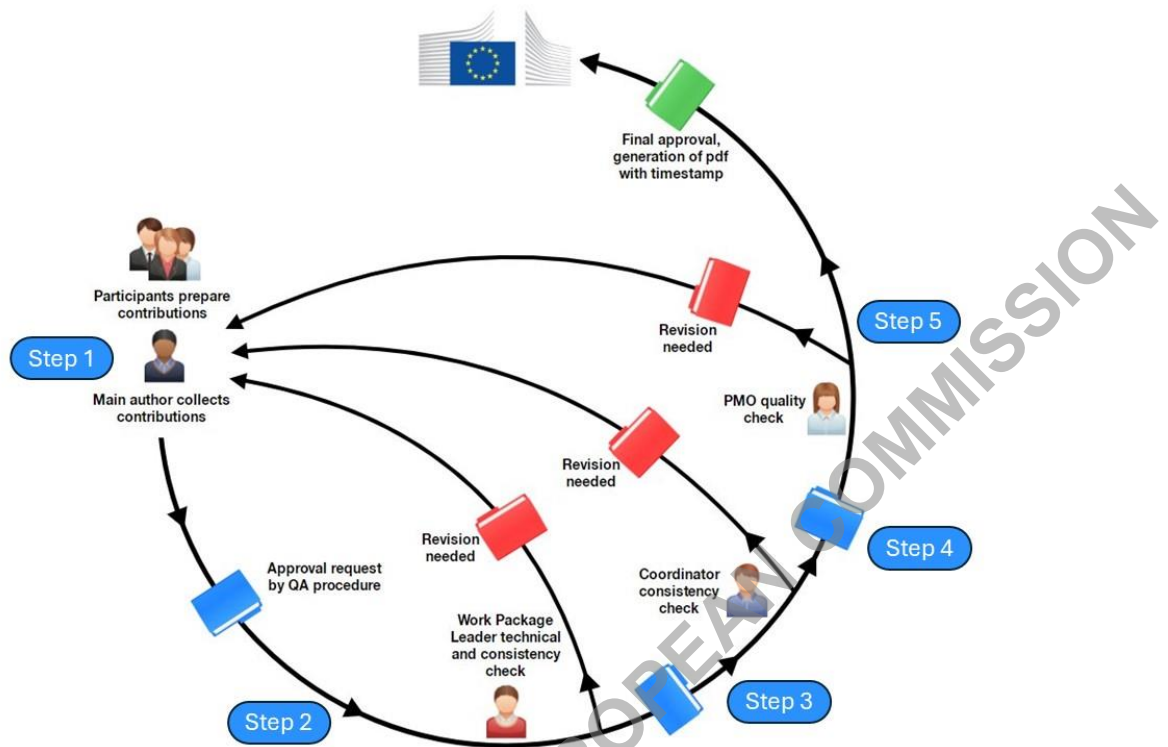 Final approval,
generation of pdf
with timestamp
Participants prepare
contributions
Step 1
Main author collects
contributions
Revision
needed
Step 5
PMO quality
check
Revision
needed
Revision
needed
Step 4
Approval request
by QA procedure
Coordinator
consistency
check
Work Package
Leader technical
and consistency
check
Step 2
Step 3
OPEAN COMMISSION